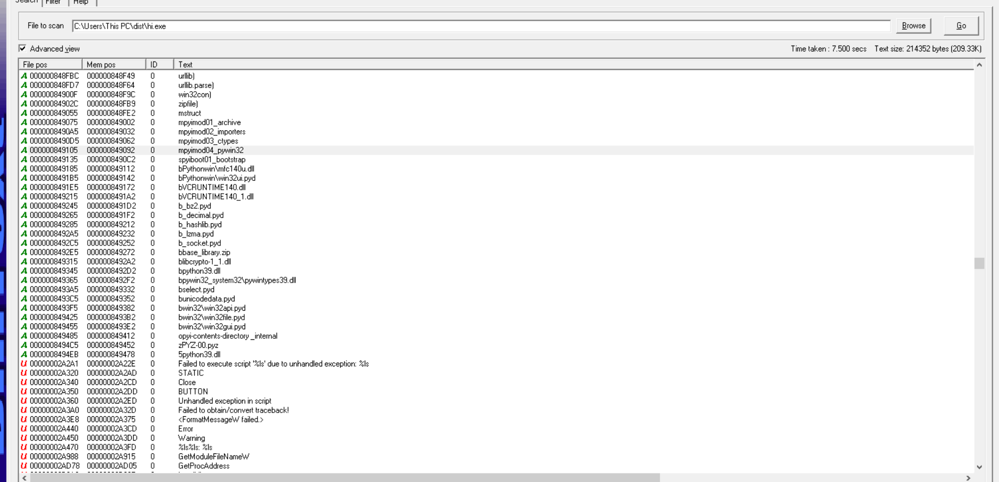 Search Filter Help
File to scan C:\Users\This PC\dist\hi.exe Browse Go
Advanced view Time taken : 7.500 secs Text size: 214352 bytes (209.33K)
File pos Mem pos ID Text
A 000000848FBC 000000848F49 0 urllib)
A 000000848FD7 000000848F64 0 urllib.parse)
A 00000084900F 000000848F9C 0 win32con)
A 00000084902C 000000848FB9 0 zipfile)
A 000000849055 000000848FE2 0 mstruct
A 000000849075 000000849002 0 mpyimod01_archive
A 0000008490A5 000000849032 0 mpyimod02_importers
A 0000008490D5 000000849062 0 mpyimod03_ctypes
A 000000849105 000000849092 0 mpyimod04_pywin32
A 000000849135 0000008490C2 0 spyiboot01_bootstrap
A 000000849185 000000849112 0 bPythonwin\mfc140u.dll
A 0000008491B5 000000849142 0 bPythonwin\win32ui.pyd
A 0000008491E5 000000849172 0 bVCRUNTIME140.dll
A 000000849215 0000008491A2 0 bVCRUNTIME140_1.dll
A 000000849245 0000008491D2 0 b_bz2.pyd
A 000000849265 0000008491F2 0 b_decimal.pyd
A 000000849285 000000849212 0 b_hashlib.pyd
A 0000008492A5 000000849232 0 b_lzma.pyd
A 0000008492C5 000000849252 0 b_socket.pyd
A 0000008492E5 000000849272 0 bbase_library.zip
A 000000849315 0000008492A2 0 blibcrypto-1_1.dll
A 000000849345 0000008492D2 0 bpython39.dll
A 000000849365 0000008492F2 0 bpywin32_system32\pywintypes39.dll
A 0000008493A5 000000849332 0 bselect.pyd
A 0000008493C5 000000849352 0 bunicodedata.pyd
A 0000008493F5 000000849382 0 bwin32\win32api.pyd
A 000000849425 0000008493B2 0 bwin32\win32file.pyd
A 000000849455 0000008493E2 0 bwin32\win32gui.pyd
A 000000849485 000000849412 0 opyi-contents-directory _internal
A 0000008494C5 000000849452 0 zPYZ-00.pyz
A 0000008494EB 000000849478 0 5python39.dll
U 00000002A2A1 00000002A22E 0 Failed to execute script '%ls' due to unhandled exception: %ls
U 00000002A320 00000002A2AD 0 STATIC
U 00000002A340 00000002A2CD 0 Close
U 00000002A350 00000002A2DD 0 BUTTON
U 00000002A360 00000002A2ED 0 Unhandled exception in script
U 00000002A3A0 00000002A32D 0 Failed to obtain/convert traceback!
U 00000002A3E8 00000002A375 0 <FormatMessageW failed.>
U 00000002A440 00000002A3CD 0 Error
U 00000002A450 00000002A3DD 0 Warning
U 00000002A470 00000002A3FD 0 %ls%ls: %ls
U 00000002A988 00000002A915 0 GetModuleFileNameW
U 00000002AD78 00000002AD05 0 GetProcAddress